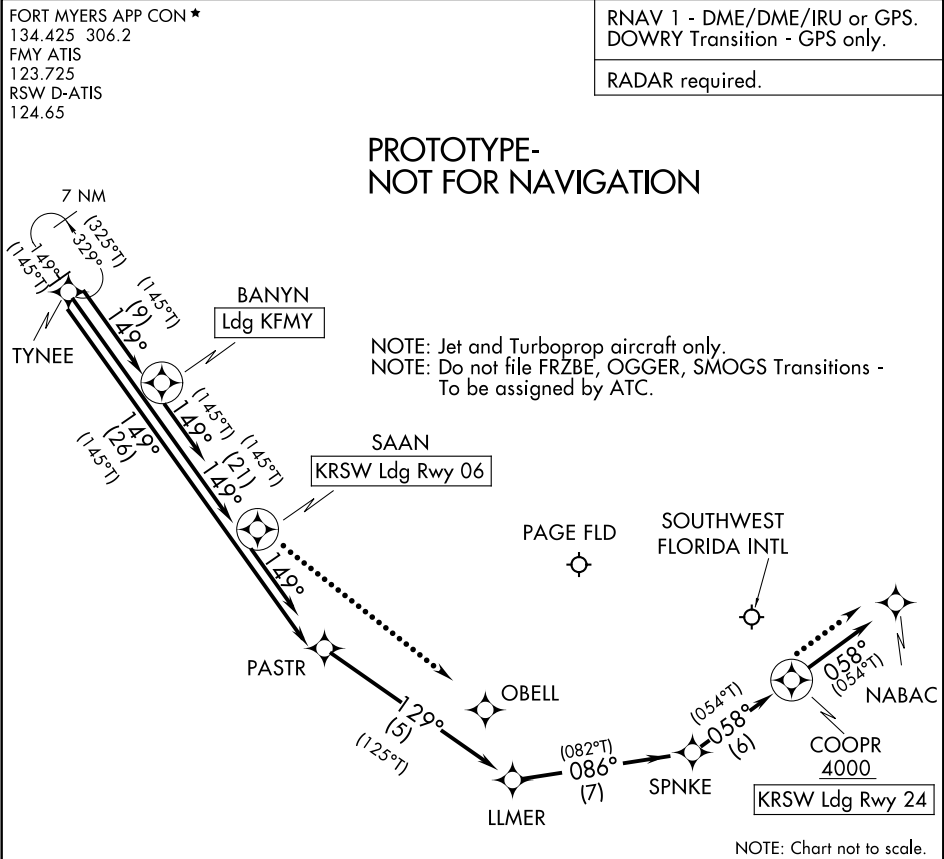 FORT MYERS APP CON ★
134.425 306.2
FMY ATIS
123.725
RSW D-ATIS
124.65
RNAV 1 - DME/DME/IRU or GPS.
DOWRY Transition - GPS only.
RADAR required.
PROTOTYPE-
NOT FOR NAVIGATION
7 NM
(325°T)
329°
149°
(145°T)
TYNEE
(145°T)
(9)
149°
BANYN
Ldg KFMY
NOTE: Jet and Turboprop aircraft only.
NOTE: Do not file FRZBE, OGGER, SMOGS Transitions -
To be assigned by ATC.
(145°T)
149°
149°
(26)
(145°T)
(145°T)
(21)
149°
SAAN
KRSW Ldg Rwy 06
149°
PAGE FLD
SOUTHWEST
FLORIDA INTL
PASTR
129°
(5)
(125°T)
OBELL
LLMER
(082°T)
086°
(7)
SPNKE
(054°T)
058°
(6)
058°
(054°T)
NABAC
COOPR
4000
KRSW Ldg Rwy 24
NOTE: Chart not to scale.